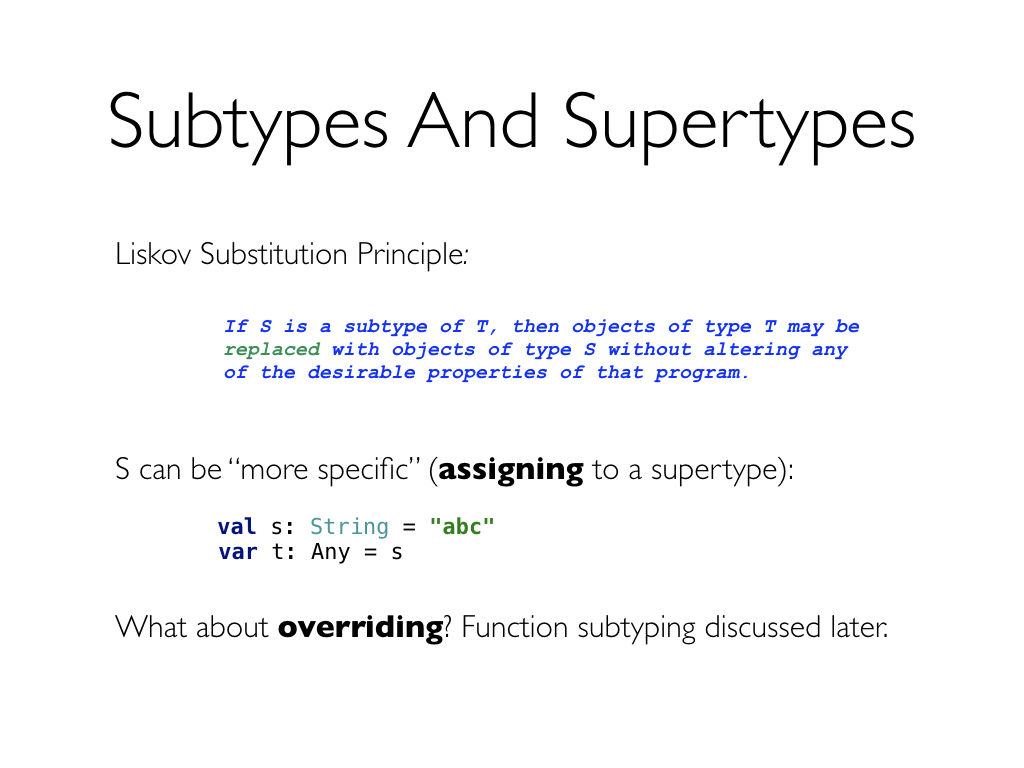 Subtypes And Supertypes
Liskov Substitution Principle:
If S is a subtype of T, then objects of type T may be
replaced with objects of type S without altering any
of the desirable properties of that program.
S can be “more specific” (assigning to a supertype):
val s: String = "abc"
var t: Any = s
What about overriding? Function subtyping discussed later.